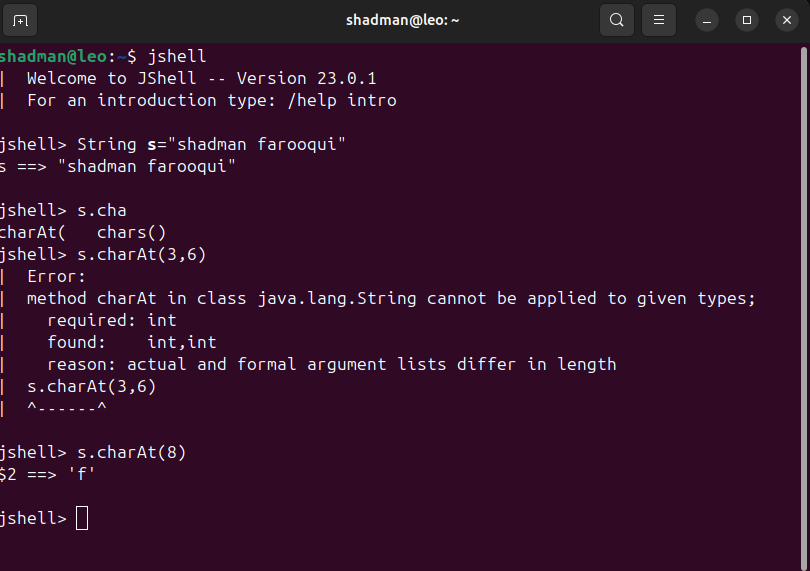 shadman@leo: ~
shadman@leo:~$ jshell
|  Welcome to JShell -- Version 23.0.1
|  For an introduction type: /help intro
jshell> String s="shadman farooqui"
s ==> "shadman farooqui"
jshell> s.cha
charAt(   chars()
jshell> s.charAt(3,6)
|  Error:
|  method charAt in class java.lang.String cannot be applied to given types;
|    required: int
|    found:    int,int
|    reason: actual and formal argument lists differ in length
|  s.charAt(3,6)
|  ^------^
jshell> s.charAt(8)
$2 ==> 'f'
jshell>